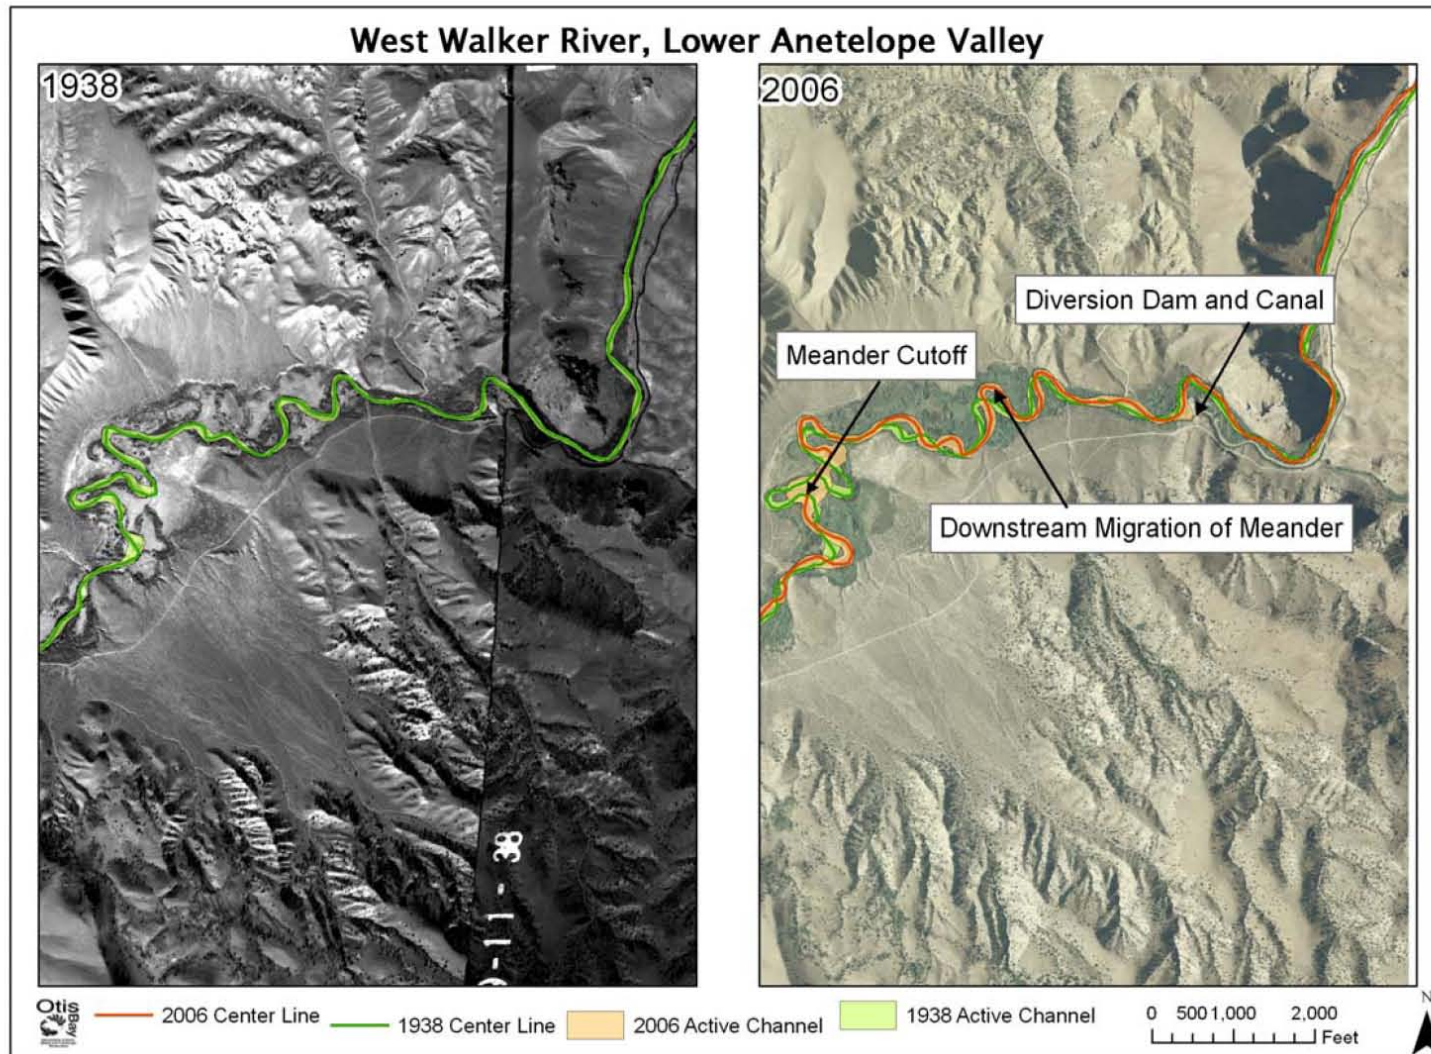 West Walker River, Lower Anetelope Valley
1938
2006
Diversion Dam and Canal
Meander Cutoff
Downstream Migration of Meander
9-11-38
Otis
Bay
2006 Center Line
1938 Center Line
2006 Active Channel
1938 Active Channel
0 500 1,000 2,000
Feet
N